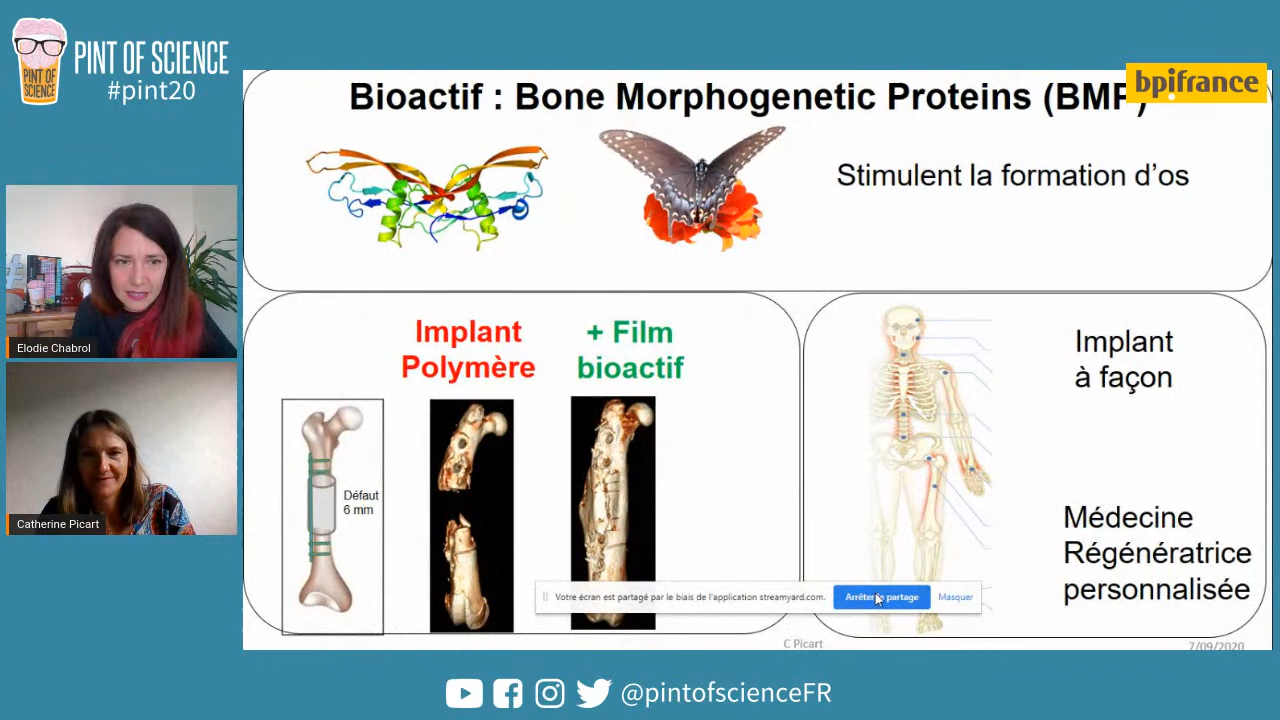 PINT OF SCIENCE
#pint20
PINT OF
SCIENCE
bpifrance
Bioactif : Bone Morphogenetic Proteins (BMP)
Stimulent la formation d'os
Elodie Chabrol
Catherine Picart
Implant
Polymère
+ Film
bioactif
Défaut
6 mm
Implant
à façon
Médecine
Régénératrice
personnalisée
Votre écran est partagé par le biais de l'application streamyard.com.
Arrêter le partage
Masquer
C Picart
7/09/2020
@pintofscienceFR